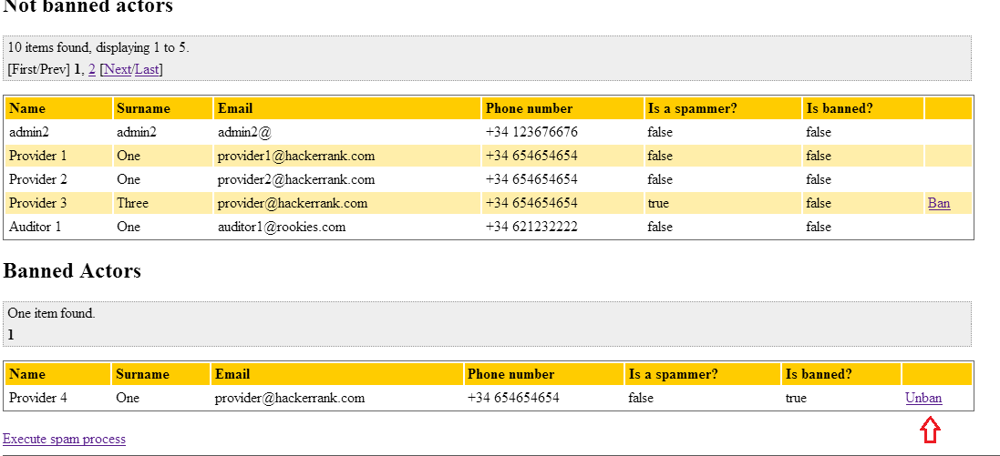 Not banned actors
10 items found, displaying 1 to 5.
[First/Prev] 1, 2 [Next/Last]
Name Surname Email Phone number Is a spammer? Is banned?
admin2 admin2 admin2@ +34 123676676 false false
Provider 1 One provider1@hackerrank.com +34 654654654 false false
Provider 2 One provider2@hackerrank.com +34 654654654 false false
Provider 3 Three provider@hackerrank.com +34 654654654 true false Ban
Auditor 1 One auditor1@rookies.com +34 621232222 false false
Banned Actors
One item found.
1
Name Surname Email Phone number Is a spammer? Is banned?
Provider 4 One provider@hackerrank.com +34 654654654 false true Unban
Execute spam process